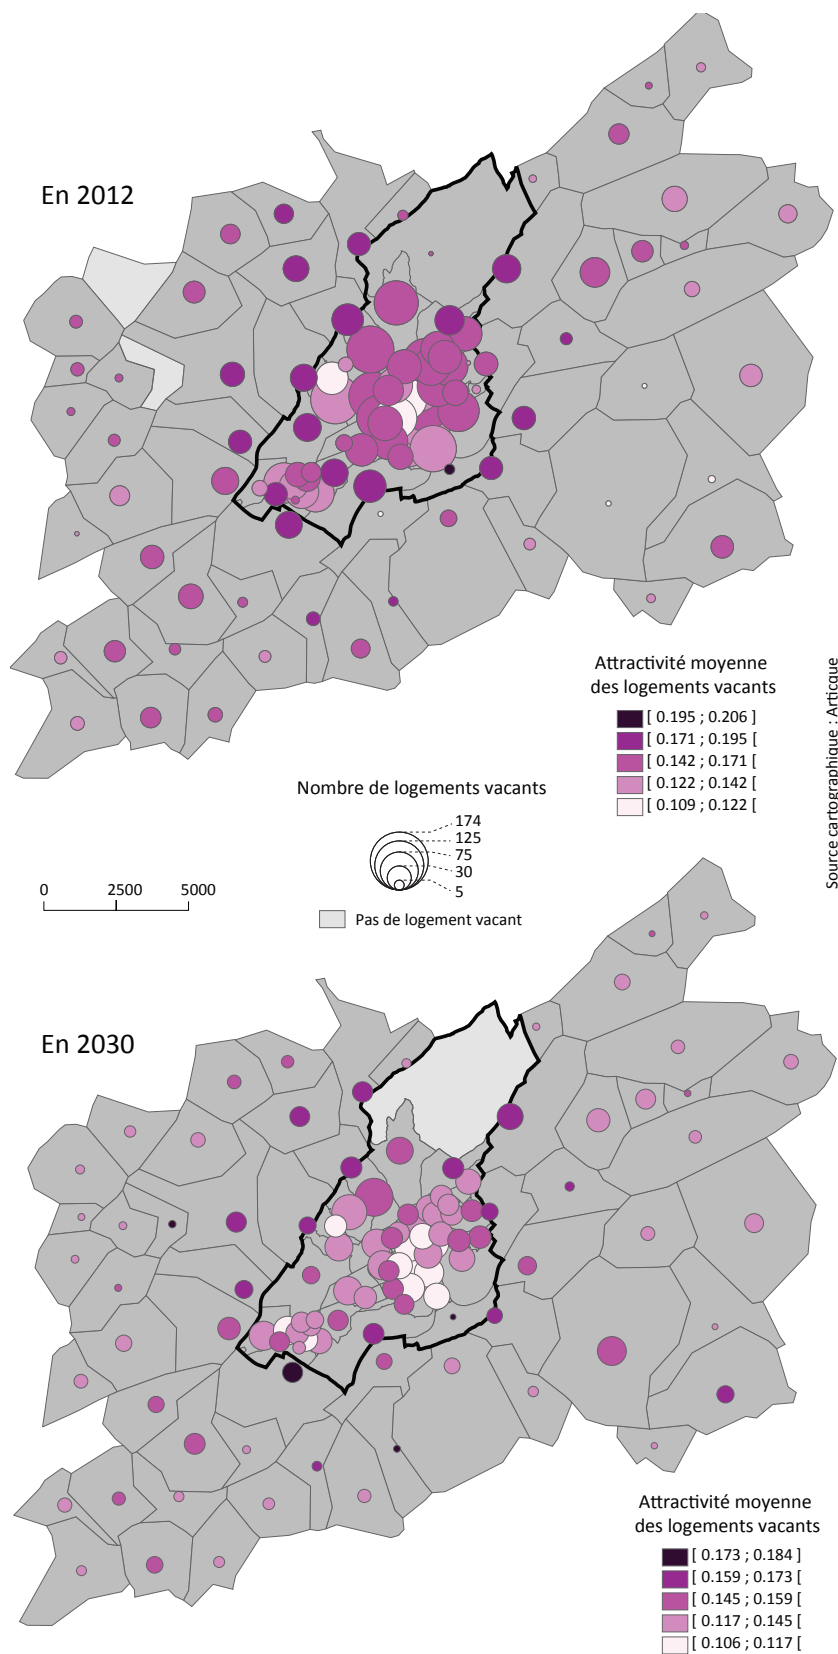 En 2012
Attractivité moyenne
des logements vacants
[ 0.195 ; 0.206 ]
[ 0.171 ; 0.195 [
[ 0.142 ; 0.171 [
[ 0.122 ; 0.142 [
[ 0.109 ; 0.122 [
Source cartographique : Articque
Nombre de logements vacants
174
125
75
30
5
0 2500 5000
Pas de logement vacant
En 2030
Attractivité moyenne
des logements vacants
[ 0.173 ; 0.184 ]
[ 0.159 ; 0.173 [
[ 0.145 ; 0.159 [
[ 0.117 ; 0.145 [
[ 0.106 ; 0.117 [